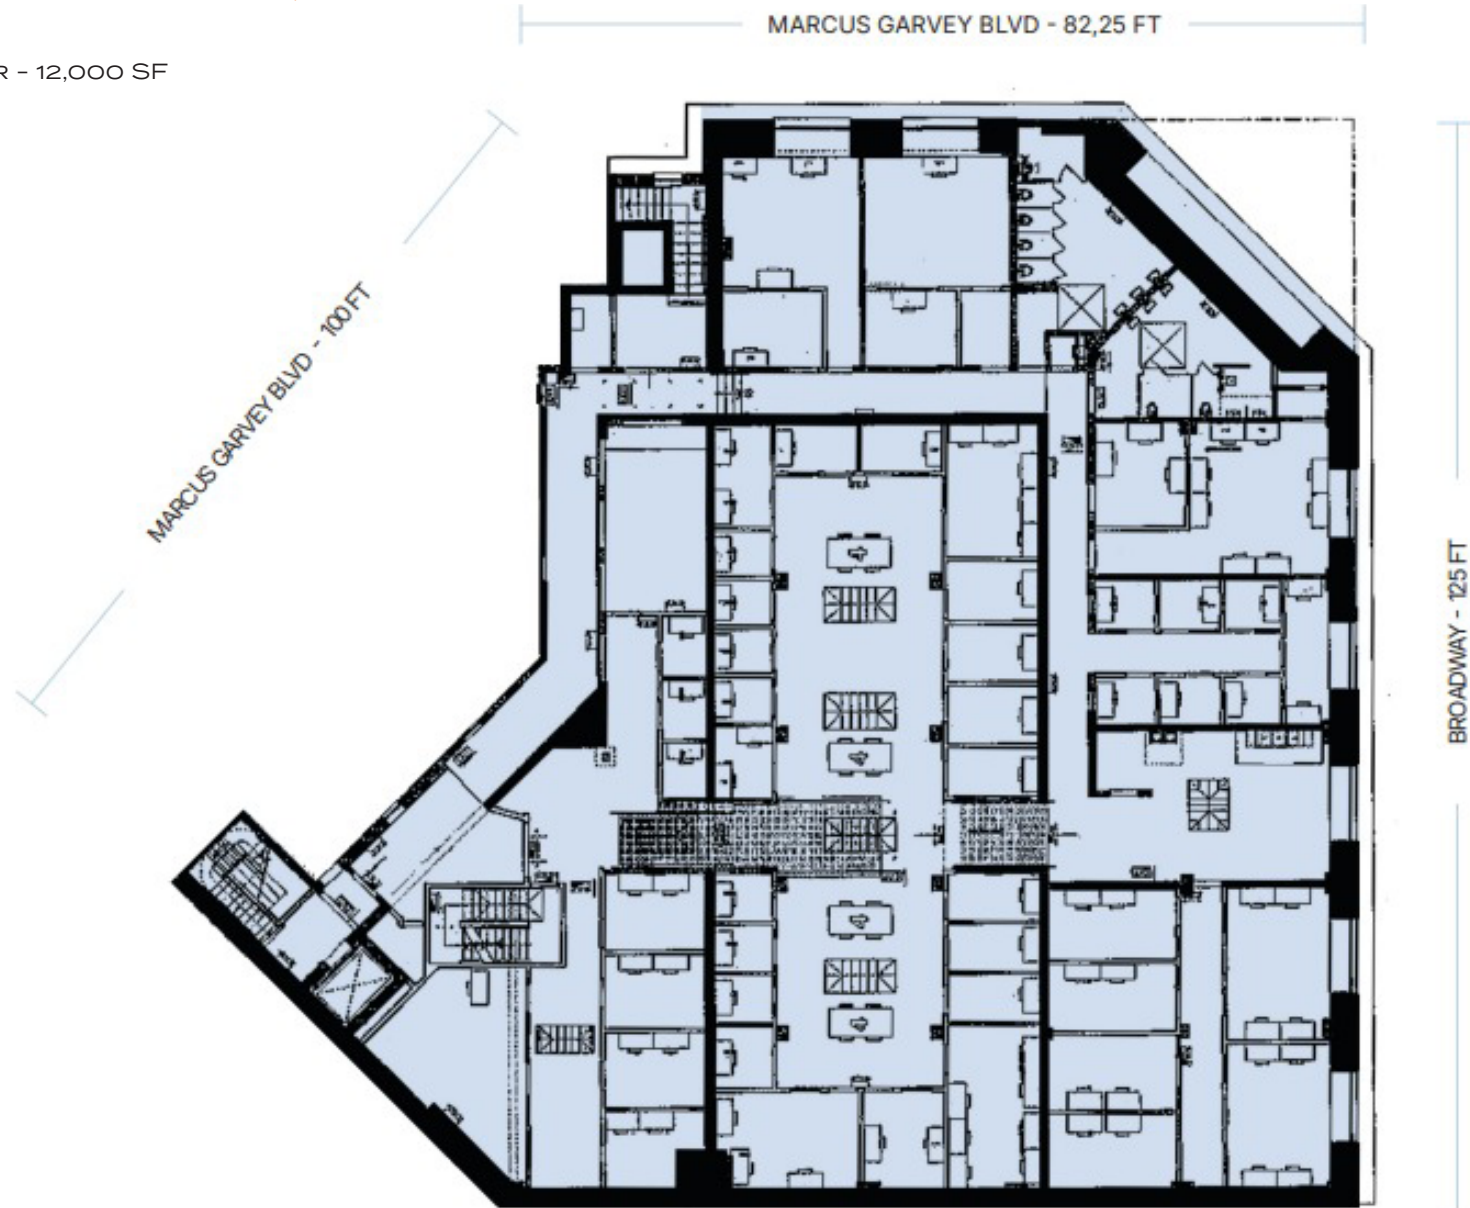 MARCUS GARVEY BLVD - 82,25 FT
R - 12,000 SF
MARCUS GARVEY BLVD - 100 FT
BROADWAY - 125 FT